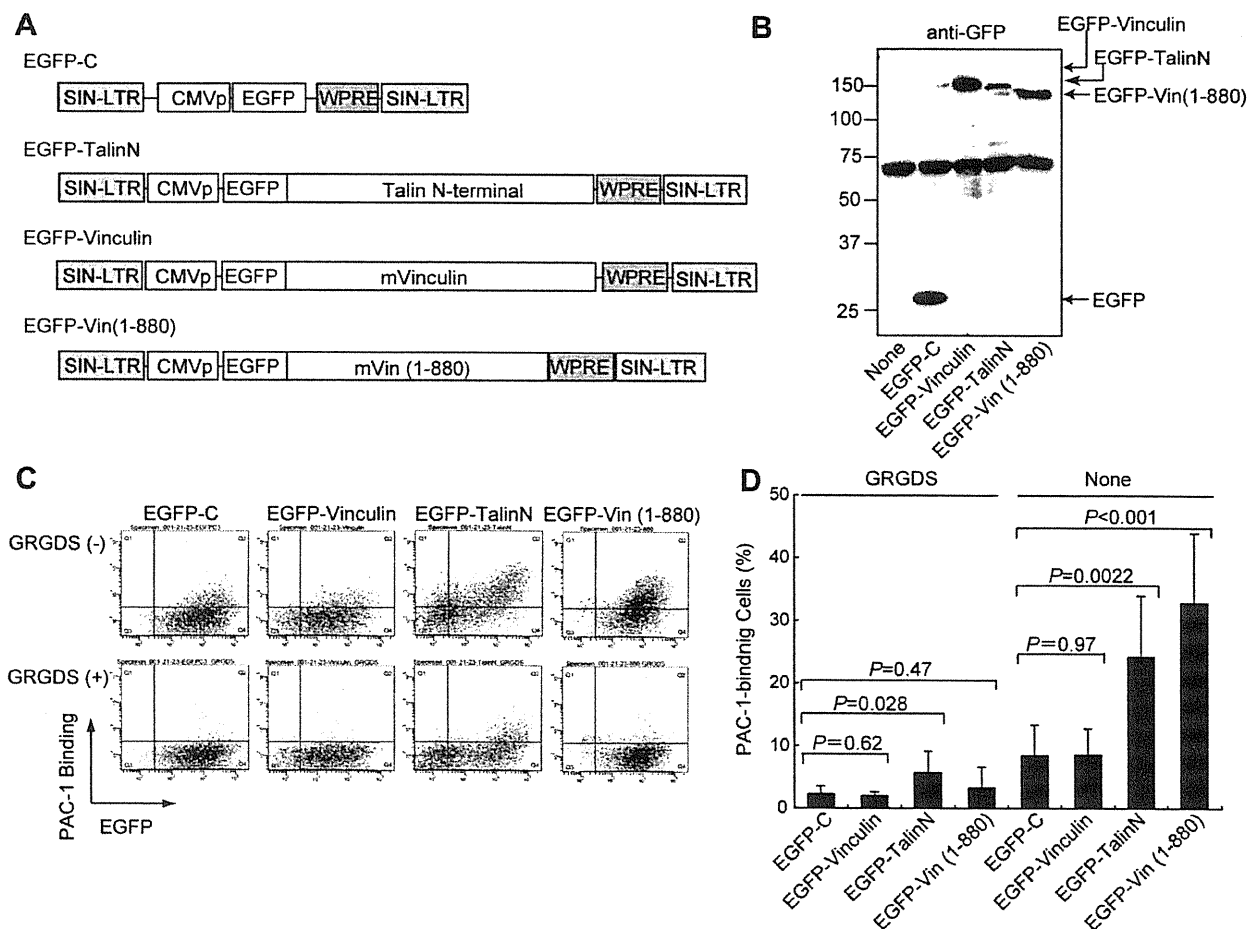 A
EGFP-C
SIN-LTR CMVp EGFP WPRE SIN-LTR
EGFP-TalinN
SIN-LTR CMVp EGFP Talin N-terminal WPRE SIN-LTR
EGFP-Vinculin
SIN-LTR CMVp EGFP mVinculin WPRE SIN-LTR
EGFP-Vin(1-880)
SIN-LTR CMVp EGFP mVin (1-880) WPRE SIN-LTR
B
anti-GFP
EGFP-Vinculin
EGFP-TalinN
EGFP-Vin(1-880)
150
100
75
50
37
25
EGFP
None
EGFP-C
EGFP-Vinculin
EGFP-TalinN
EGFP-Vin (1-880)
C
EGFP-C EGFP-Vinculin EGFP-TalinN EGFP-Vin (1-880)
GRGDS (-)
GRGDS (+)
PAC-1 Binding
EGFP
D
GRGDS None
PAC-1-bindnig Cells (%)
50
40
30
20
10
0
P<0.001
P=0.0022
P=0.97
P=0.47
P=0.028
P=0.62
EGFP-C
EGFP-Vinculin
EGFP-TalinN
EGFP-Vin (1-880)
EGFP-C
EGFP-Vinculin
EGFP-TalinN
EGFP-Vin (1-880)